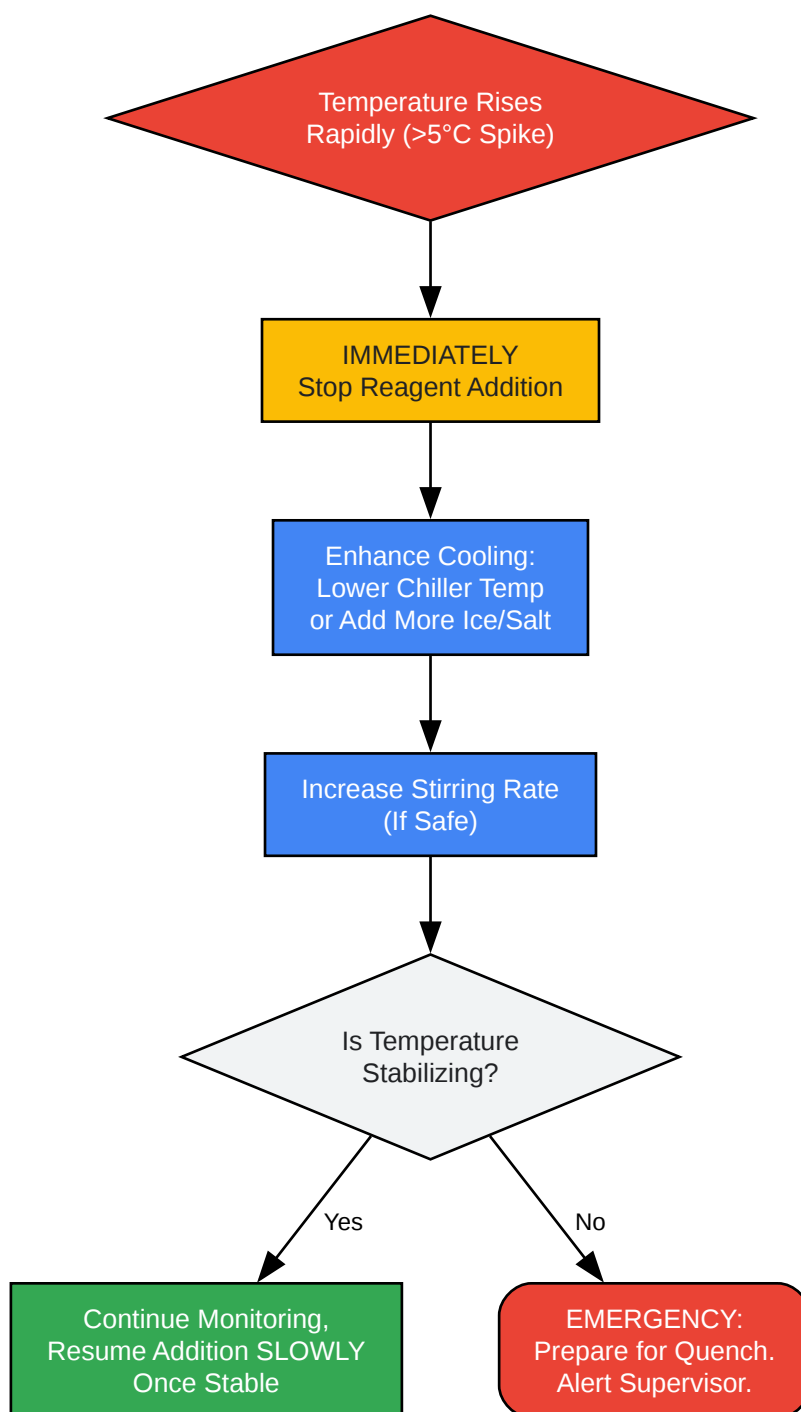 Temperature Rises
Rapidly (>5°C Spike)
IMMEDIATELY
Stop Reagent Addition
Enhance Cooling:
Lower Chiller Temp
or Add More Ice/Salt
Increase Stirring Rate
(If Safe)
Is Temperature
Stabilizing?
Yes
No
Continue Monitoring,
Resume Addition SLOWLY
Once Stable
EMERGENCY:
Prepare for Quench.
Alert Supervisor.